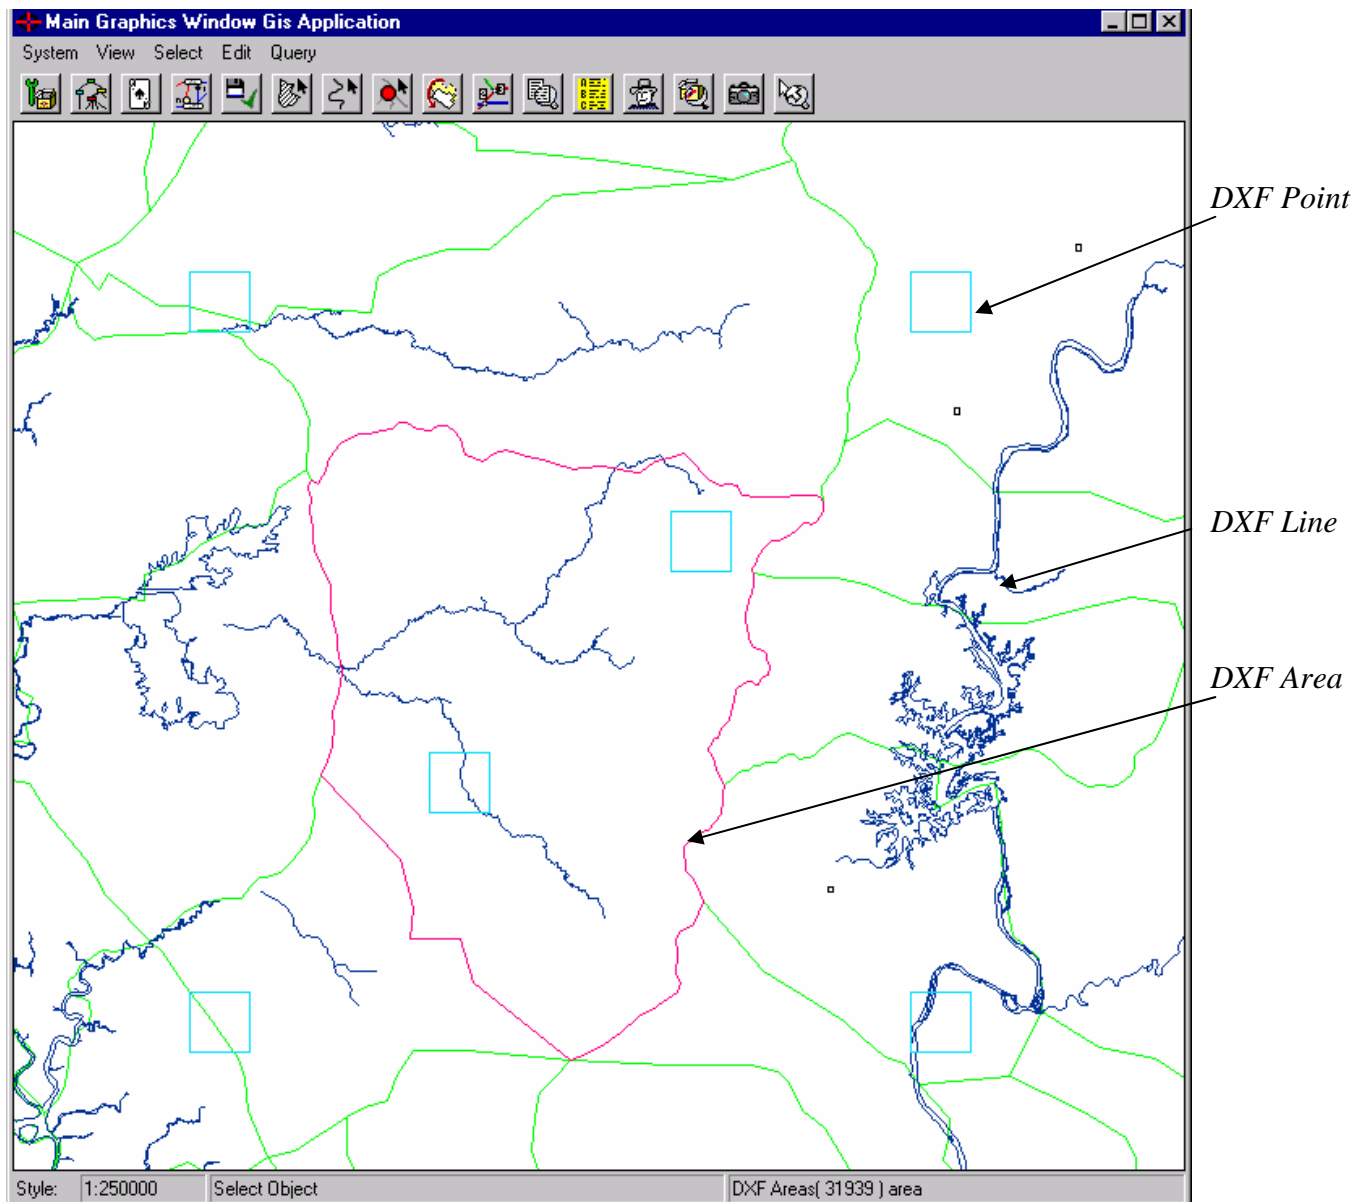 Main Graphics Window Gis Application
System View Select Edit Query
DXF Point
DXF Line
DXF Area
Style: 1:250000 Select Object DXF Areas( 31939 ) area